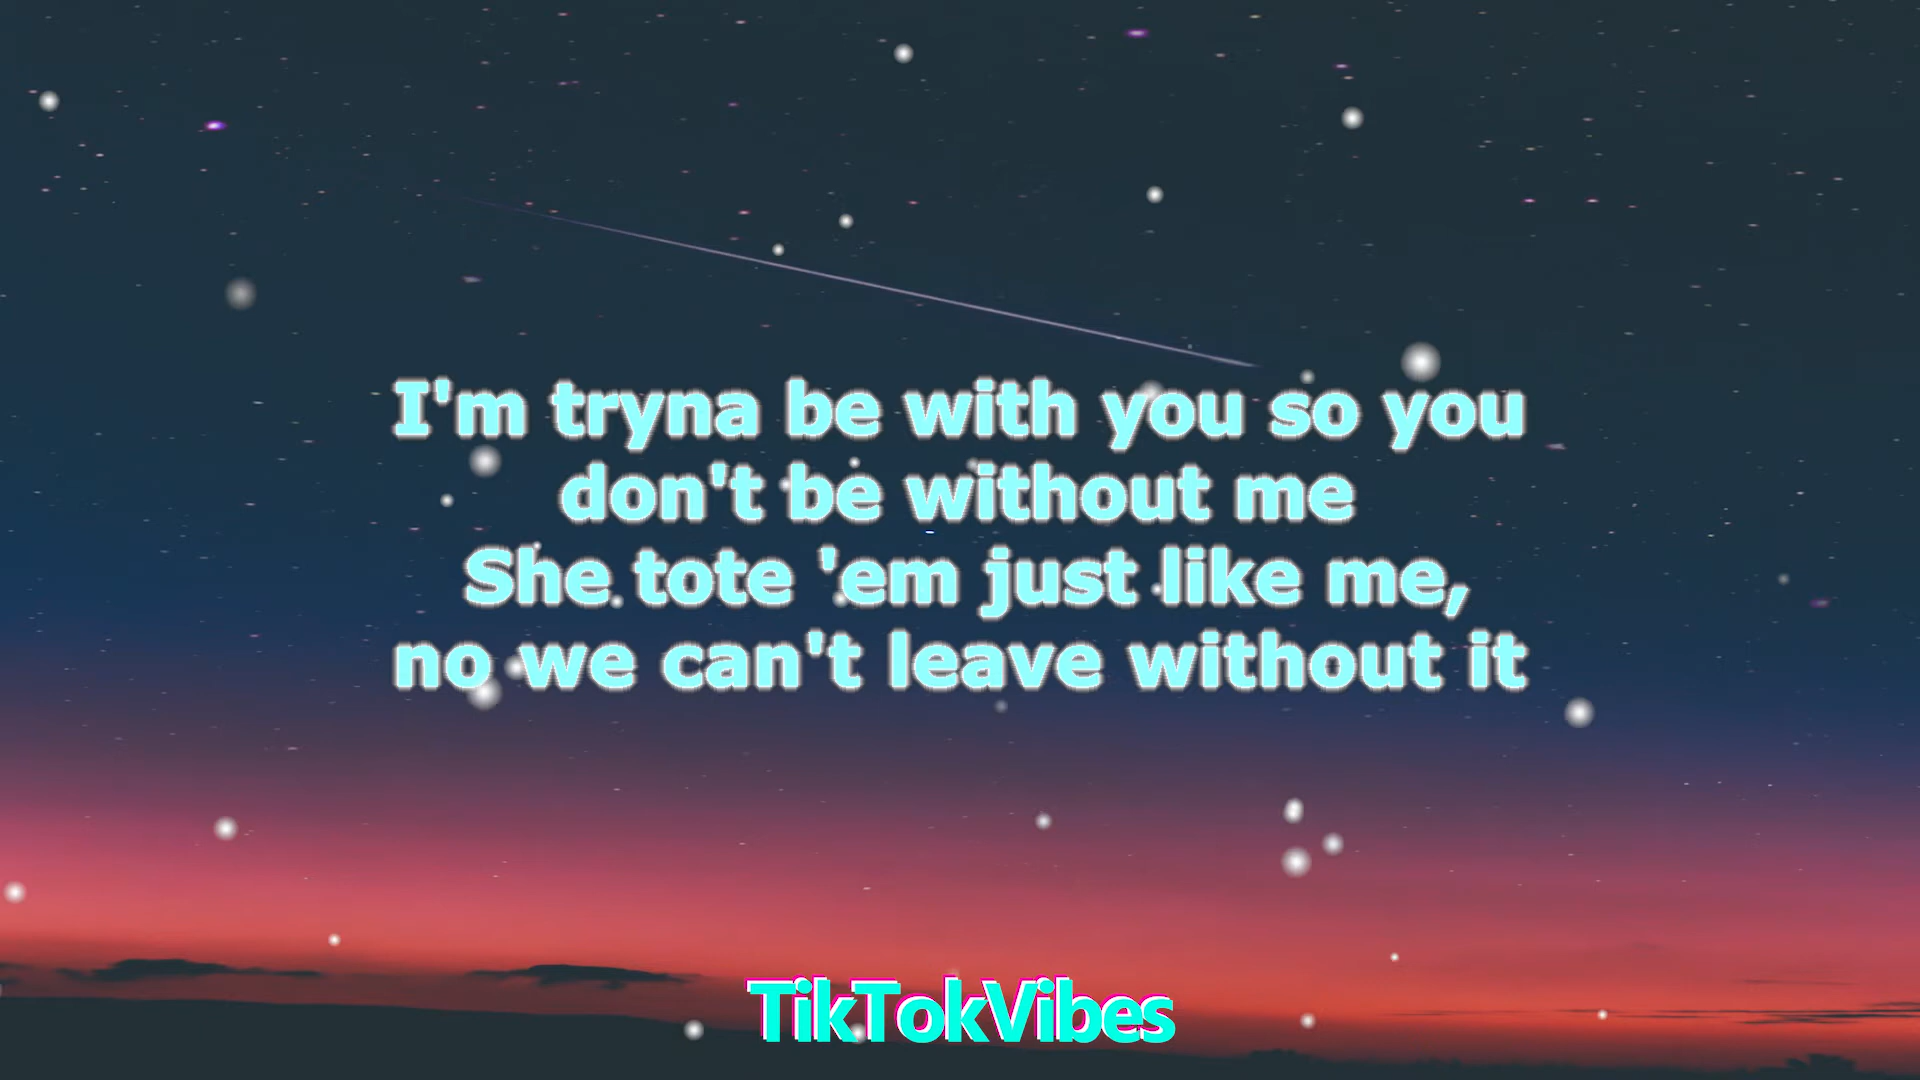 I'm tryna be with you so you
don't be without me
She tote 'em just like me,
no we can't leave without it
TikTokVibes